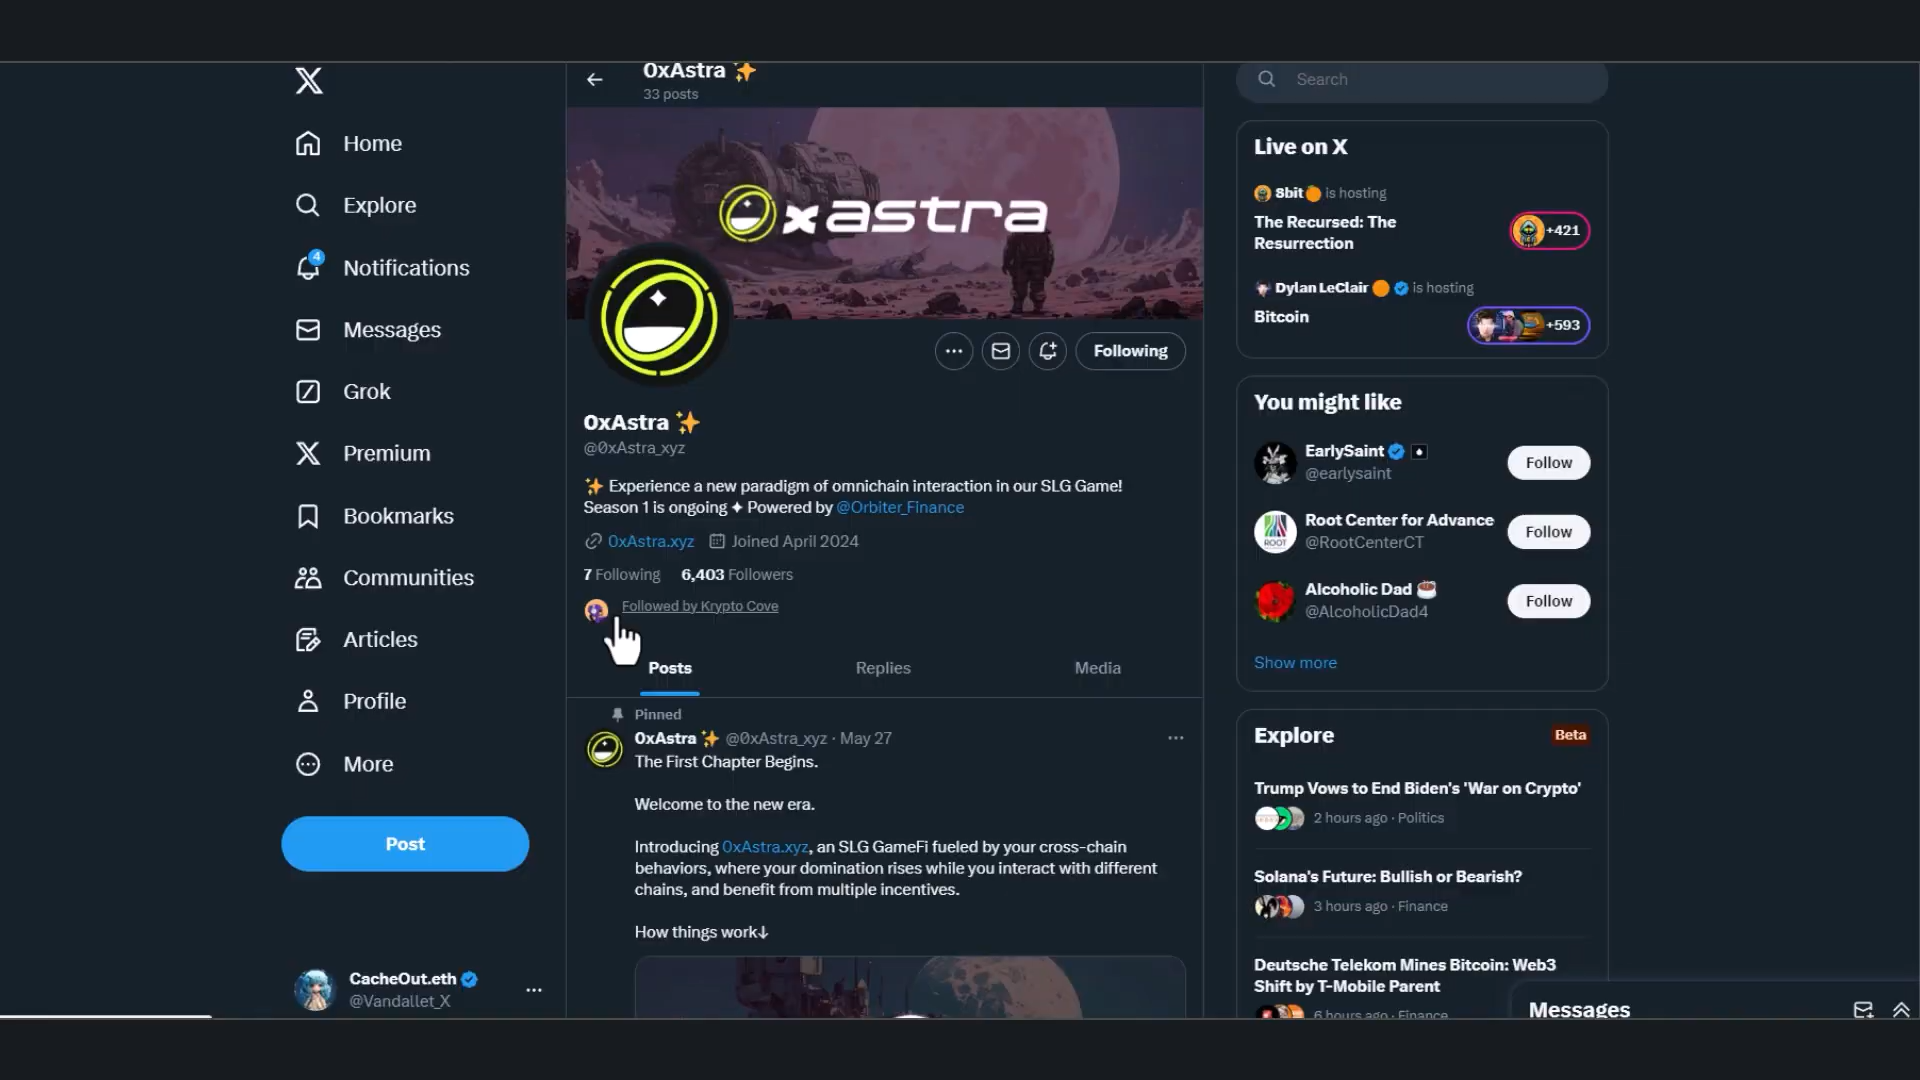 Home
Explore
4
Notifications
Messages
Grok
Premium
Bookmarks
Communities
Articles
Profile
More
Post
CacheOut.eth
@Vandallet_X
0xAstra ✨
33 posts
0xastra
Following
0xAstra ✨
@0xAstra_xyz
✨ Experience a new paradigm of omnichain interaction in our SLG Game!
Season 1 is ongoing ✦ Powered by @Orbiter_Finance
0xAstra.xyz Joined April 2024
7 Following 6,403 Followers
Followed by Krypto Cove
Posts Replies Media
Pinned
0xAstra ✨ @0xAstra_xyz · May 27
The First Chapter Begins.
Welcome to the new era.
Introducing 0xAstra.xyz, an SLG GameFi fueled by your cross-chain
behaviors, where your domination rises while you interact with different
chains, and benefit from multiple incentives.
How things work↓
Search
Live on X
8bit🍊 is hosting
The Recursed: The
Resurrection
+421
Dylan LeClair 🟠 is hosting
Bitcoin
+593
You might like
EarlySaint
@earlysaint
Follow
ROOT
Root Center for Advance
@RootCenterCT
Follow
Alcoholic Dad ☕
@AlcoholicDad4
Follow
Show more
Explore
Beta
Trump Vows to End Biden's 'War on Crypto'
2 hours ago · Politics
Solana's Future: Bullish or Bearish?
3 hours ago · Finance
Deutsche Telekom Mines Bitcoin: Web3
Shift by T-Mobile Parent
6 hours ago · Finance
Messages